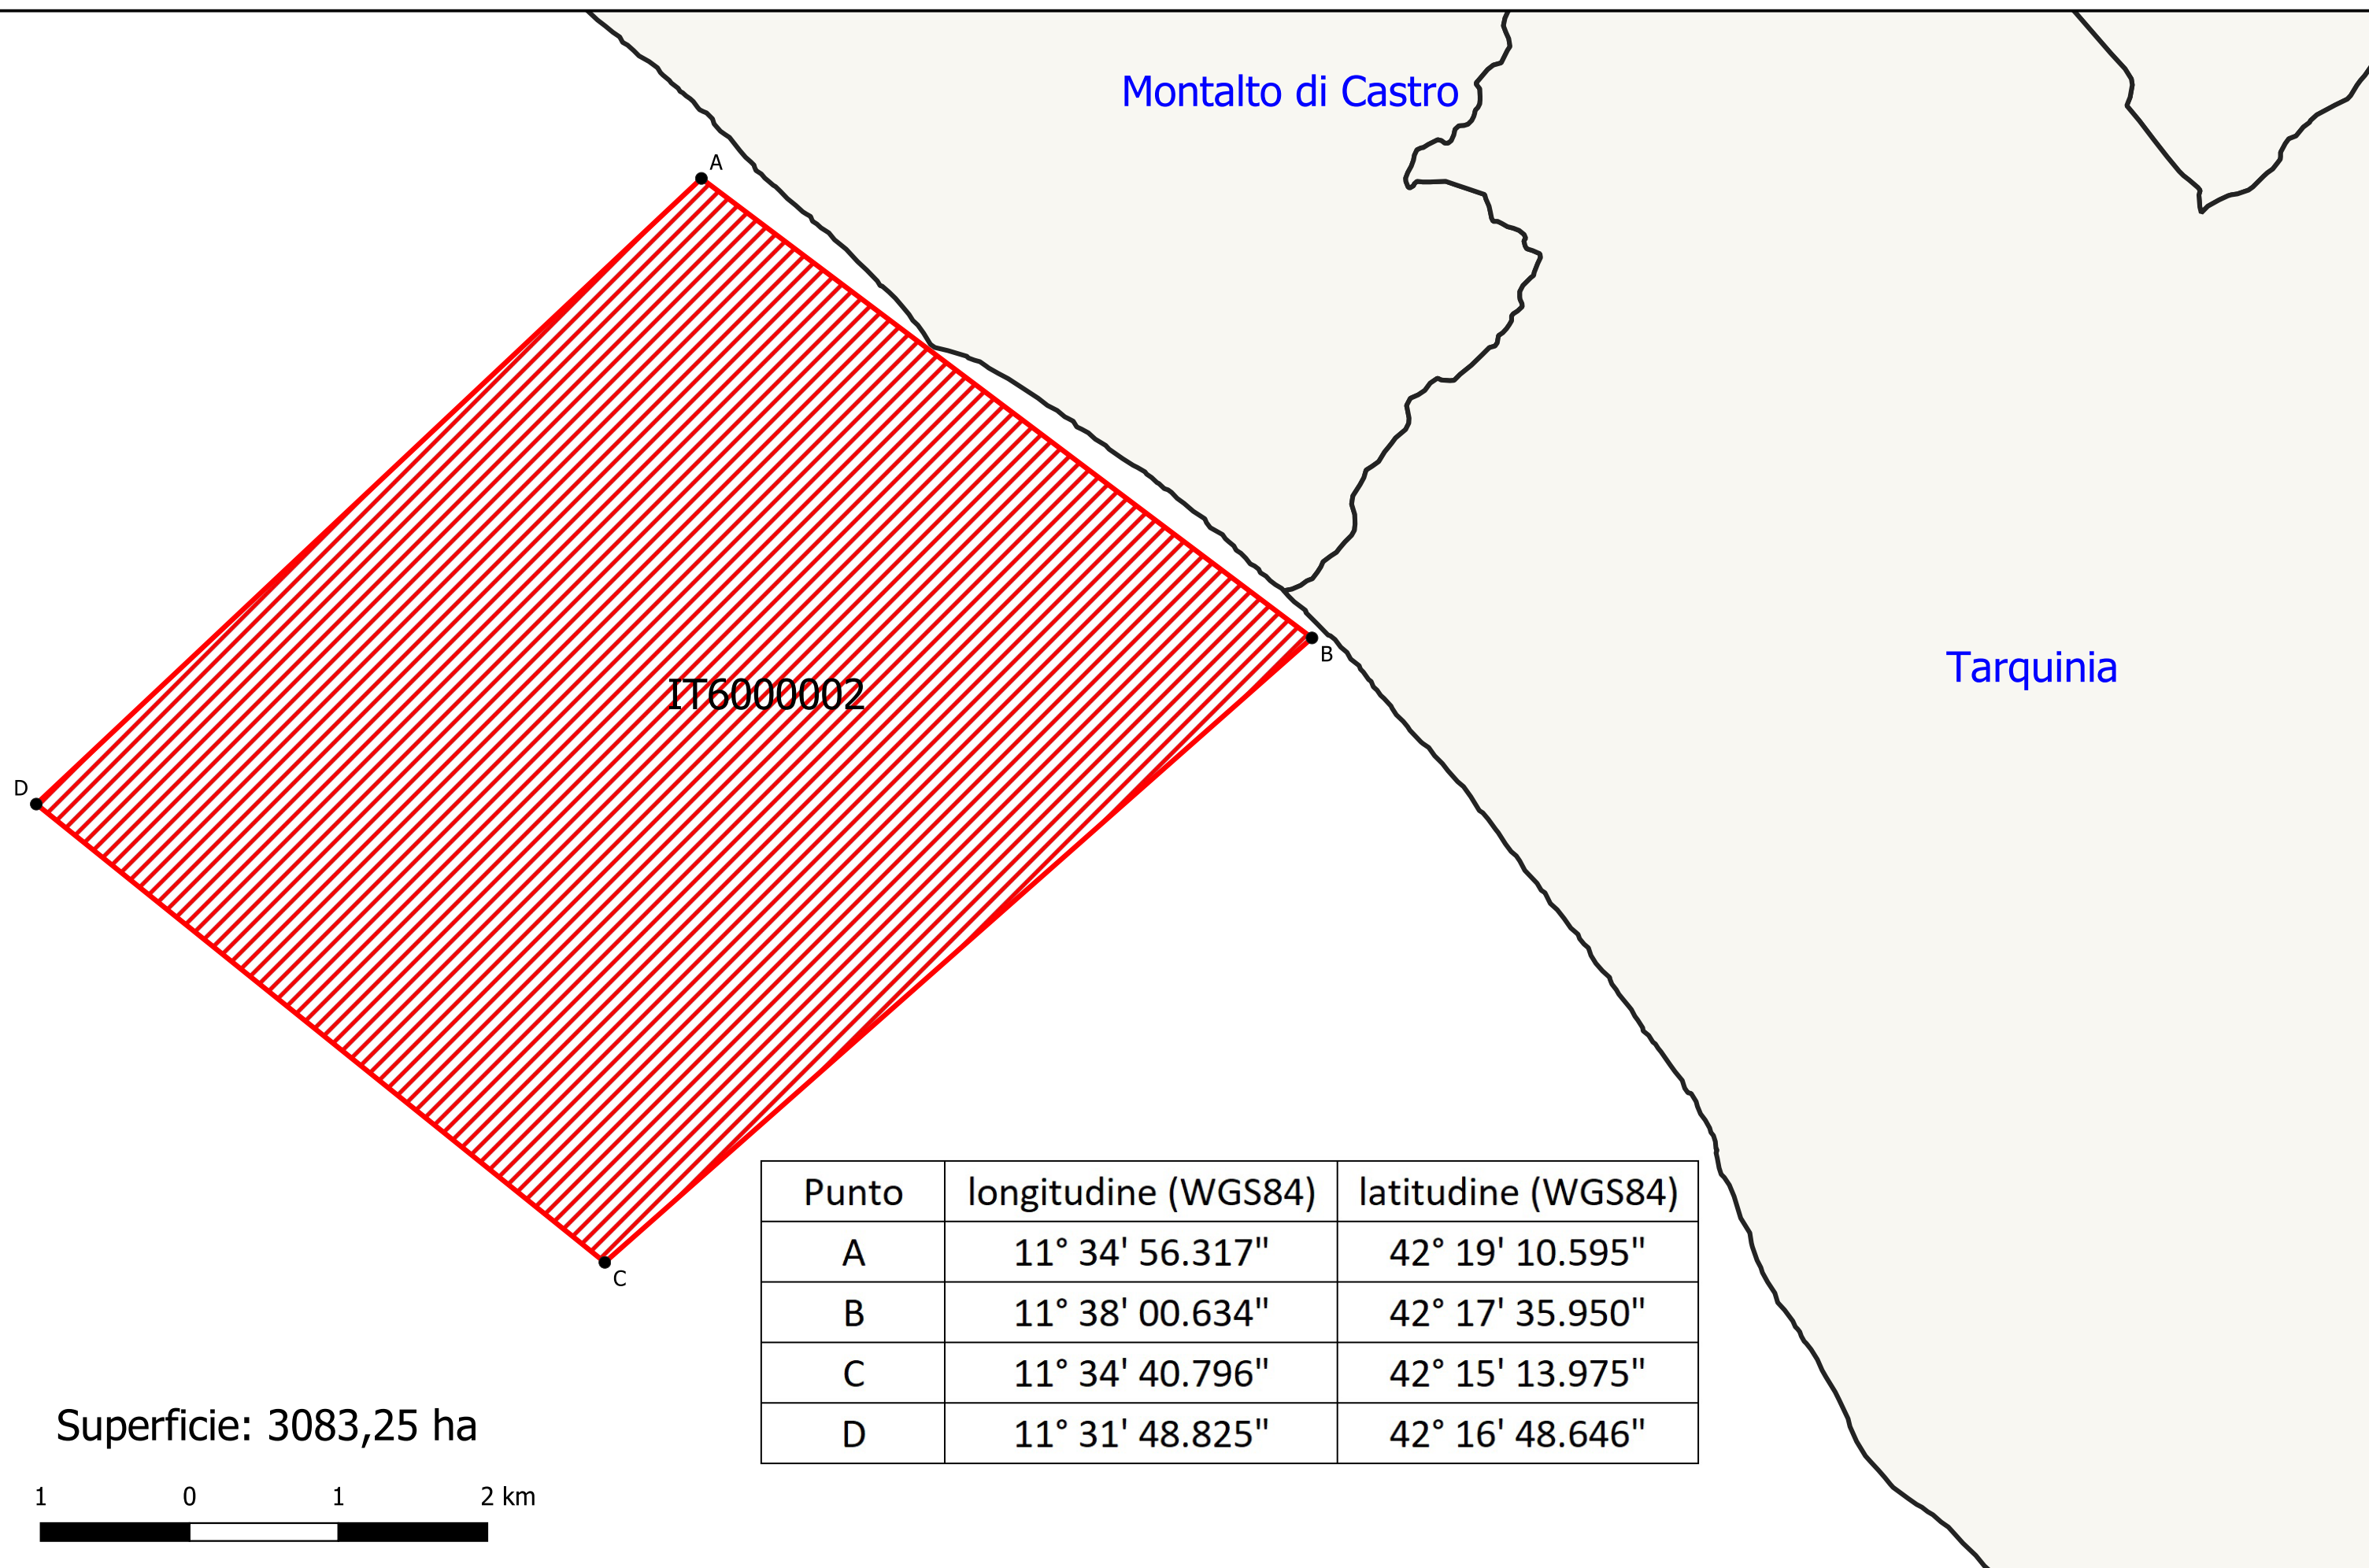 Montalto di Castro
A
B
Tarquinia
IT6000002
D
C
Punto longitudine (WGS84) latitudine (WGS84)
A 11° 34' 56.317" 42° 19' 10.595"
B 11° 38' 00.634" 42° 17' 35.950"
C 11° 34' 40.796" 42° 15' 13.975"
D 11° 31' 48.825" 42° 16' 48.646"
Superficie: 3083,25 ha
1 0 1 2 km